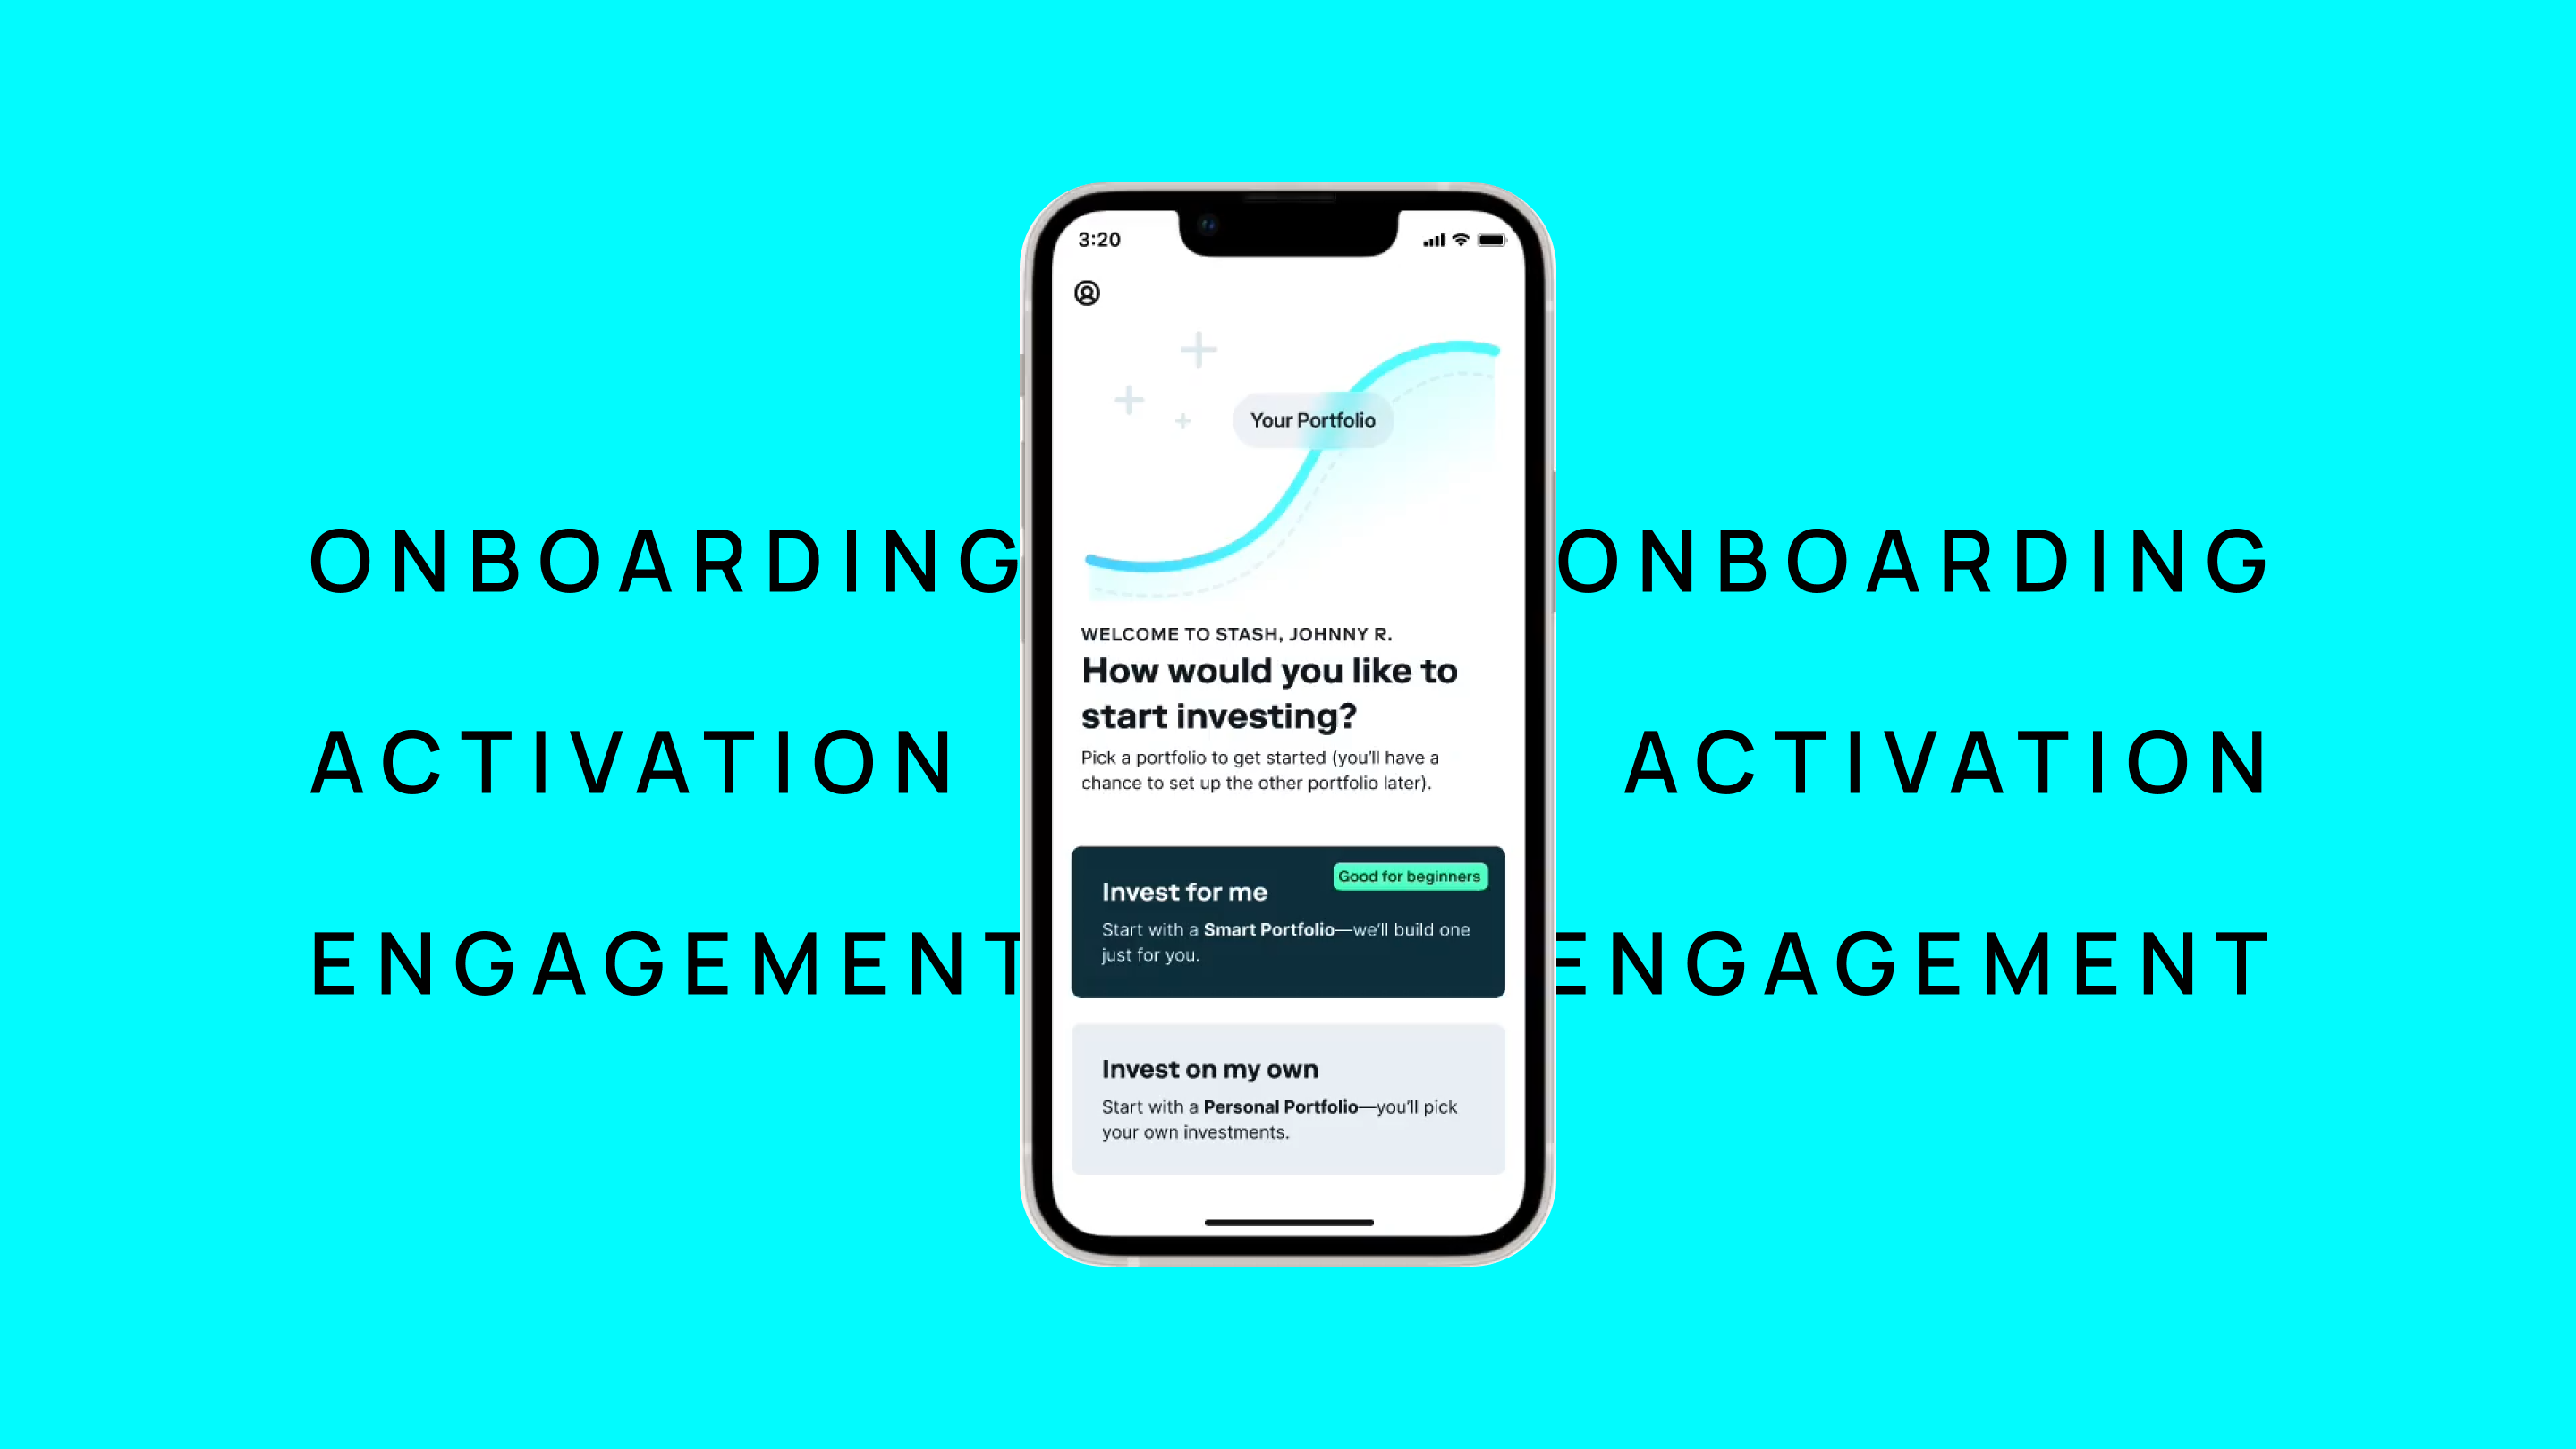 ONBOARDING
ACTIVATION
ENGAGEMENT
3:20
Your Portfolio
WELCOME TO STASH, JOHNNY R.
How would you like to
start investing?
Pick a portfolio to get started (you'll have a
chance to set up the other portfolio later).
Good for beginners
Invest for me
Start with a Smart Portfolio—we'll build one
just for you.
Invest on my own
Start with a Personal Portfolio—you'll pick
your own investments.
ONBOARDING
ACTIVATION
ENGAGEMENT